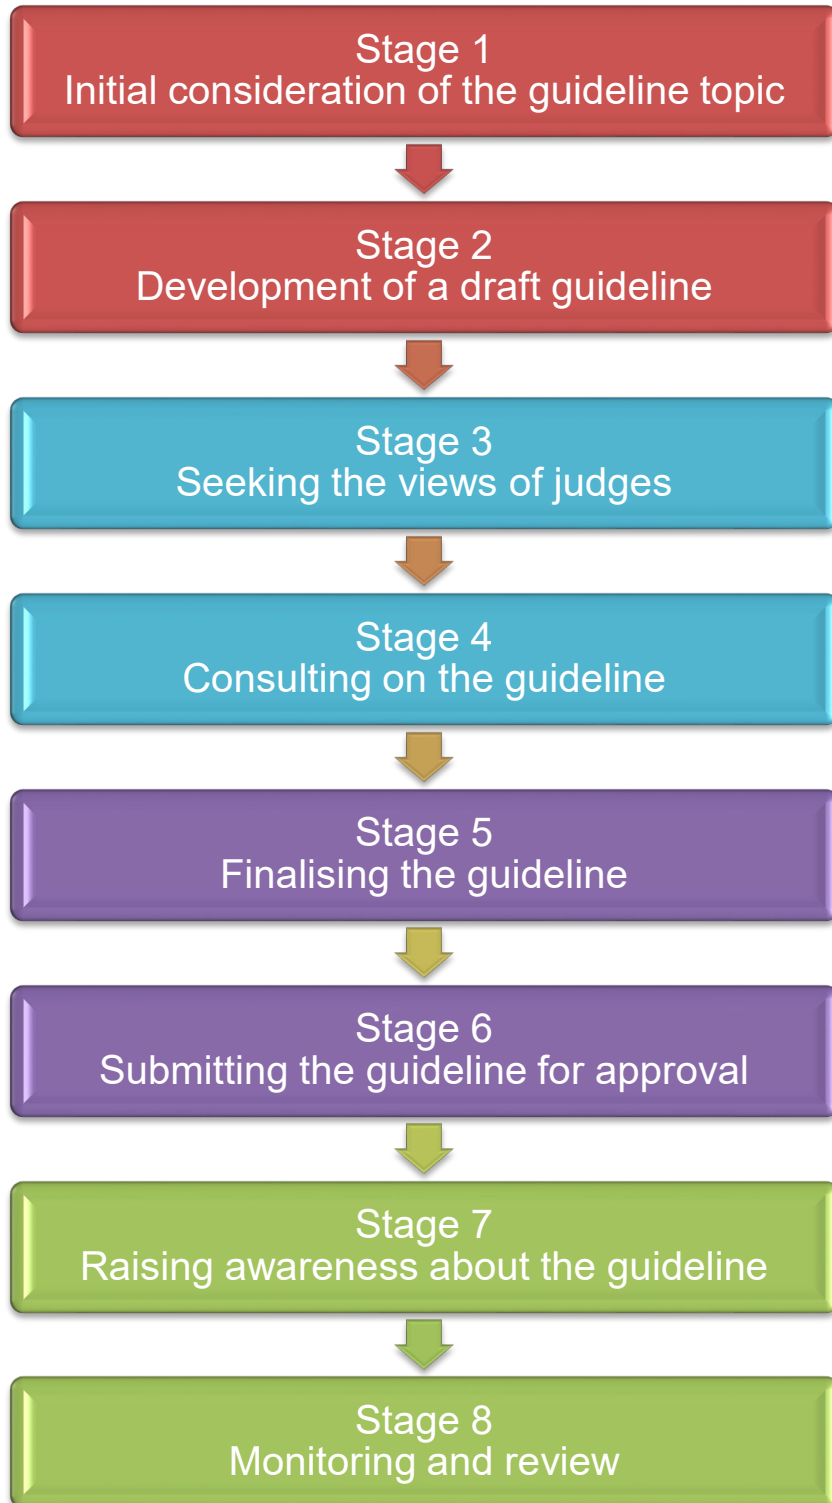 Stage 1
Initial consideration of the guideline topic
Stage 2
Development of a draft guideline
Stage 3
Seeking the views of judges
Stage 4
Consulting on the guideline
Stage 5
Finalising the guideline
Stage 6
Submitting the guideline for approval
Stage 7
Raising awareness about the guideline
Stage 8
Monitoring and review